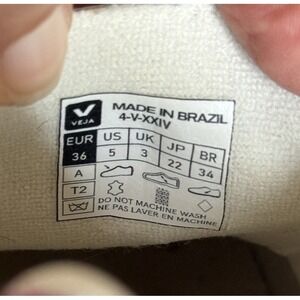 V
VEJA
MADE IN BRAZIL
4-V-XXIV
EUR US UK JP BR
36 5 3 22 34
A
T2
DO NOT MACHINE WASH
NE PAS LAVER EN MACHINE